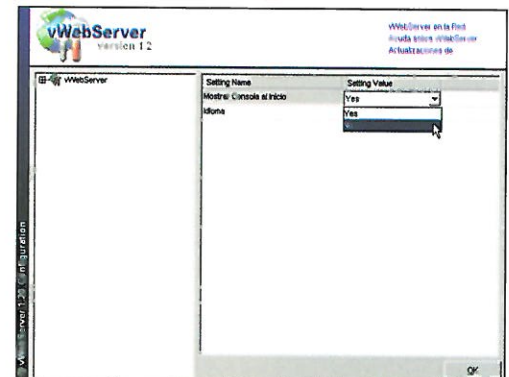 vWebServer
version 1.2
vWebServer en la Red
Ayuda sobre vWebServer
Actualizaciones de
vWebServer
Setting Name Setting Value
Mostrar Consola al Inicio Yes
Idioma
Yes
vWebServer 1.20 Configuration
OK